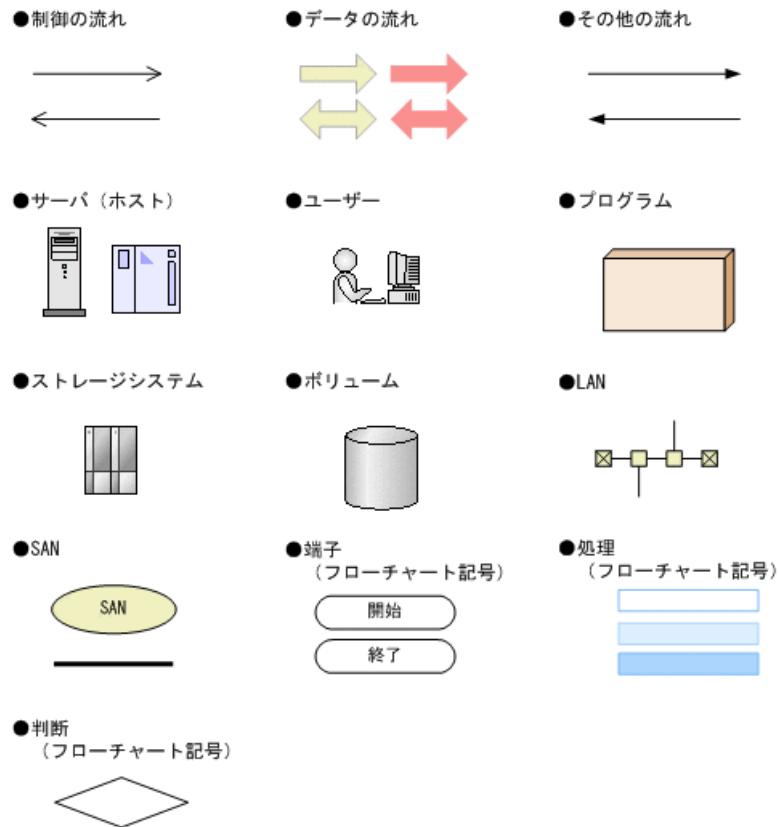 ●制御の流れ
●データの流れ
●その他の流れ
●サーバ（ホスト）
●ユーザー
●プログラム
●ストレージシステム
●ボリューム
●LAN
●SAN
SAN
●端子
（フローチャート記号）
開始
終了
●処理
（フローチャート記号）
●判断
（フローチャート記号）